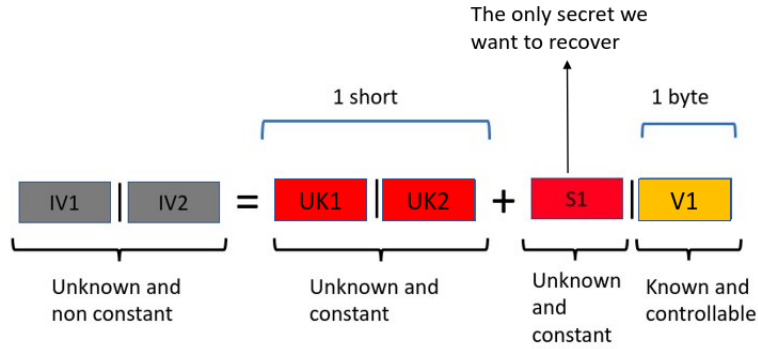 The only secret we
want to recover
1 short
1 byte
IV1 | IV2 = UK1 | UK2 + S1 | V1
Unknown and
non constant
Unknown and
constant
Unknown
and
constant
Known and
controllable